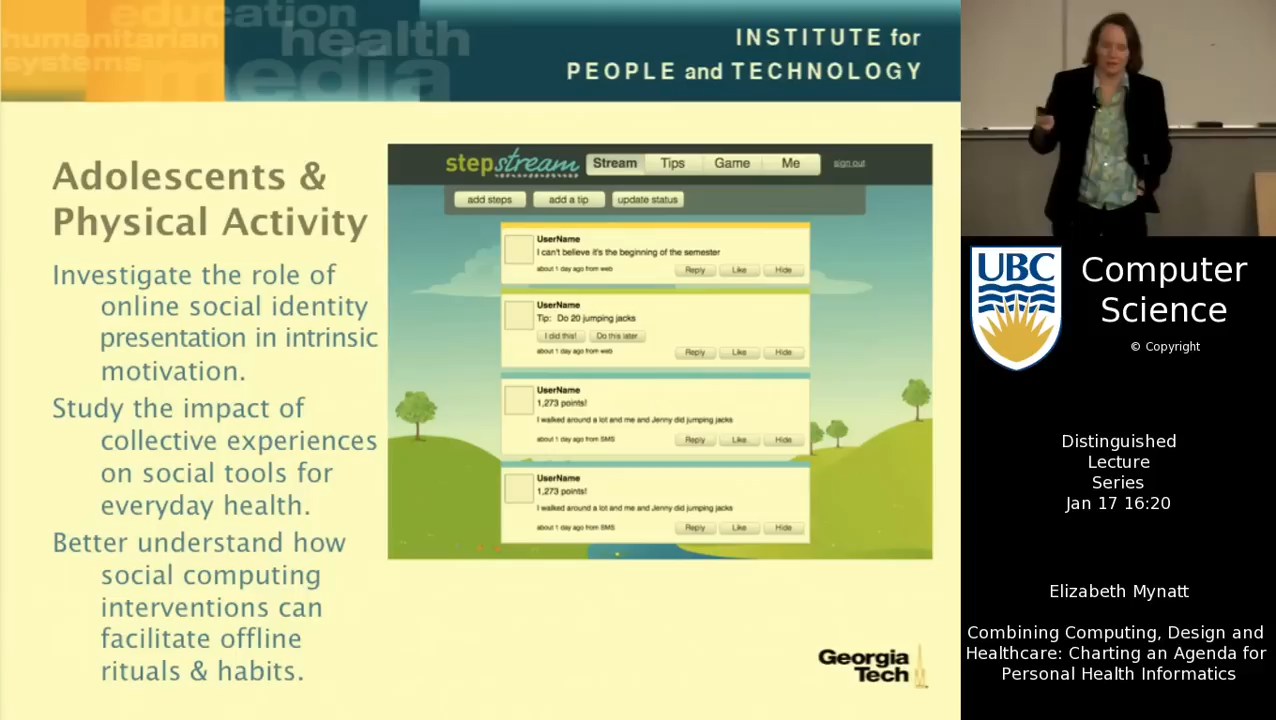 education
humanitarian
health
systems
media
INSTITUTE for
PEOPLE and TECHNOLOGY
Adolescents &
Physical Activity
Investigate the role of
online social identity
presentation in intrinsic
motivation.
Study the impact of
collective experiences
on social tools for
everyday health.
Better understand how
social computing
interventions can
facilitate offline
rituals & habits.
stepstream
Stream
Tips
Game
Me
sign out
add steps
add a tip
update status
UserName
I can't believe it's the beginning of the semester
about 1 day ago from web
Reply
Like
Hide
UserName
Tip: Do 20 jumping jacks
I did this!
Do this later
about 1 day ago from web
Reply
Like
Hide
UserName
1,273 points!
I walked around a lot and me and Jenny did jumping jacks
about 1 day ago from SMS
Reply
Like
Hide
UserName
1,273 points!
I walked around a lot and me and Jenny did jumping jacks
about 1 day ago from SMS
Reply
Like
Hide
Georgia
Tech
UBC
Computer
Science
© Copyright
Distinguished
Lecture
Series
Jan 17 16:20
Elizabeth Mynatt
Combining Computing, Design and
Healthcare: Charting an Agenda for
Personal Health Informatics